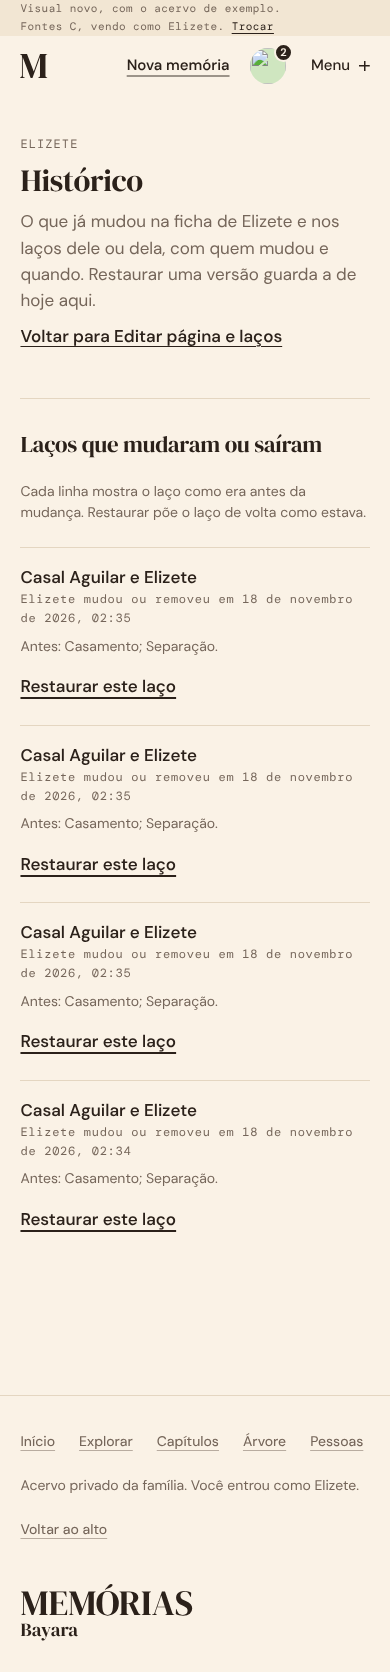 Visual novo, com o acervo de exemplo.
Fontes C, vendo como Elizete. Trocar
M
Nova memória
2
Menu +
ELIZETE
Histórico
O que já mudou na ficha de Elizete e nos
laços dele ou dela, com quem mudou e
quando. Restaurar uma versão guarda a de
hoje aqui.
Voltar para Editar página e laços
Laços que mudaram ou saíram
Cada linha mostra o laço como era antes da
mudança. Restaurar põe o laço de volta como estava.
Casal Aguilar e Elizete
Elizete mudou ou removeu em 18 de novembro
de 2026, 02:35
Antes: Casamento; Separação.
Restaurar este laço
Casal Aguilar e Elizete
Elizete mudou ou removeu em 18 de novembro
de 2026, 02:35
Antes: Casamento; Separação.
Restaurar este laço
Casal Aguilar e Elizete
Elizete mudou ou removeu em 18 de novembro
de 2026, 02:35
Antes: Casamento; Separação.
Restaurar este laço
Casal Aguilar e Elizete
Elizete mudou ou removeu em 18 de novembro
de 2026, 02:34
Antes: Casamento; Separação.
Restaurar este laço
Início Explorar Capítulos Árvore Pessoas
Acervo privado da família. Você entrou como Elizete.
Voltar ao alto
MEMÓRIAS
Bayara